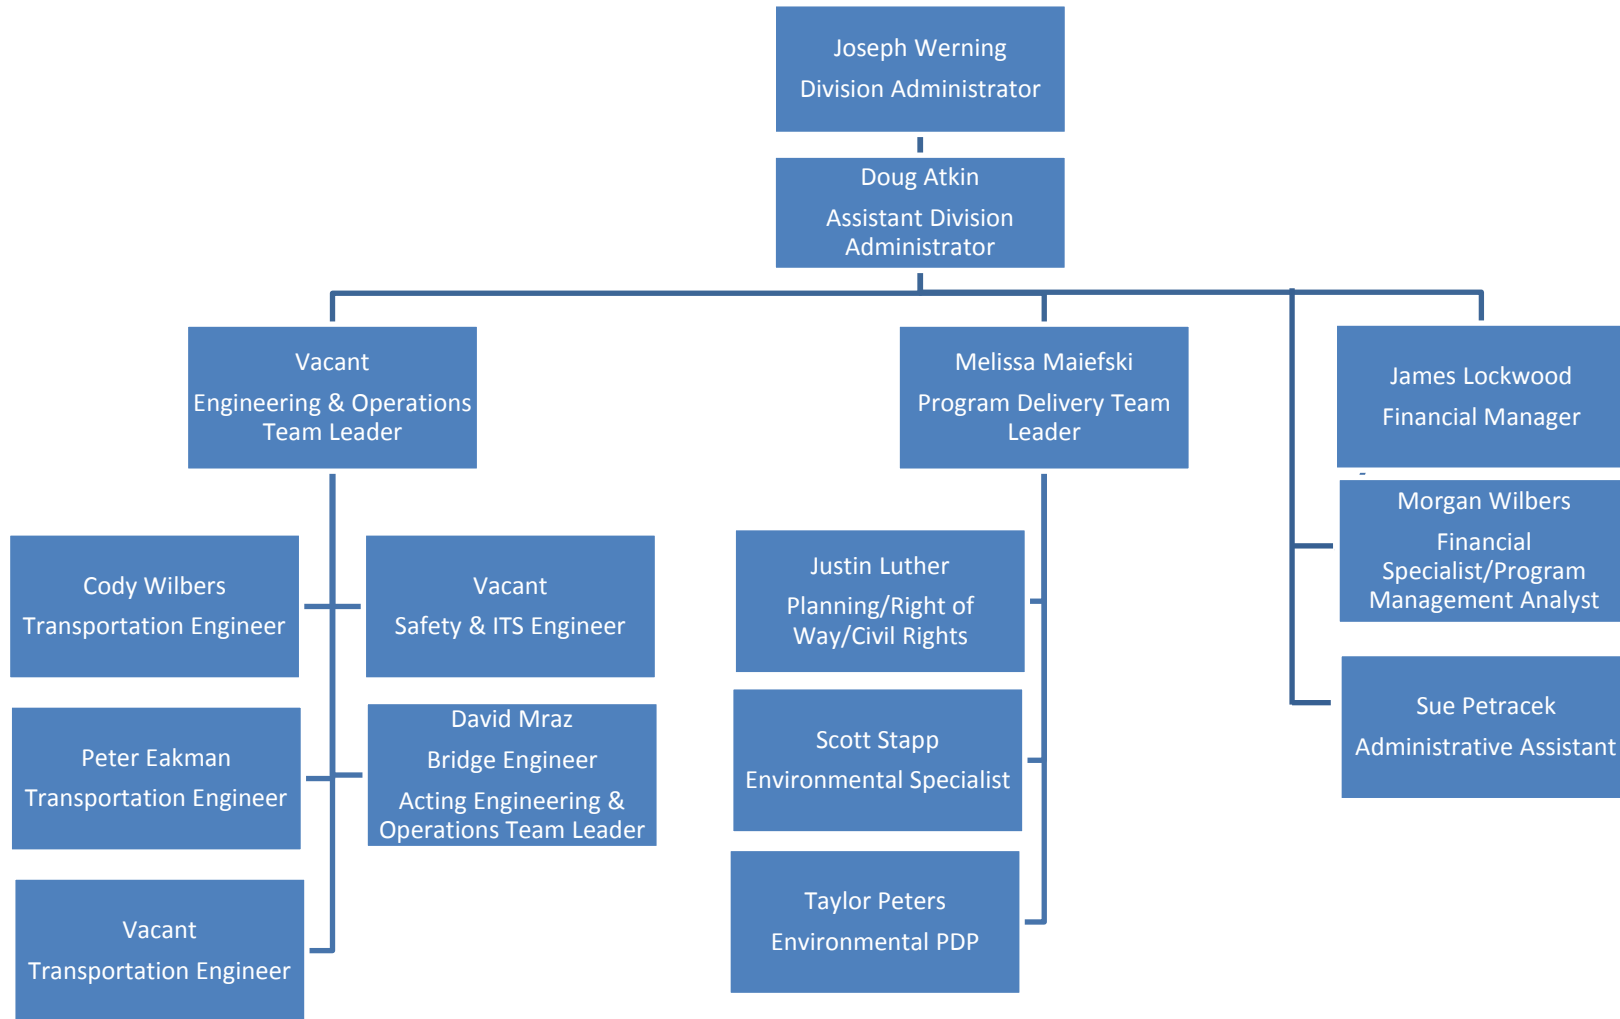 Joseph Werning
Division Administrator
Doug Atkin
Assistant Division
Administrator
Vacant
Engineering & Operations
Team Leader
Melissa Maiefski
Program Delivery Team
Leader
James Lockwood
Financial Manager
Morgan Wilbers
Financial
Specialist/Program
Management Analyst
Sue Petracek
Administrative Assistant
Cody Wilbers
Transportation Engineer
Vacant
Safety & ITS Engineer
Peter Eakman
Transportation Engineer
David Mraz
Bridge Engineer
Acting Engineering &
Operations Team Leader
Vacant
Transportation Engineer
Justin Luther
Planning/Right of
Way/Civil Rights
Scott Stapp
Environmental Specialist
Taylor Peters
Environmental PDP